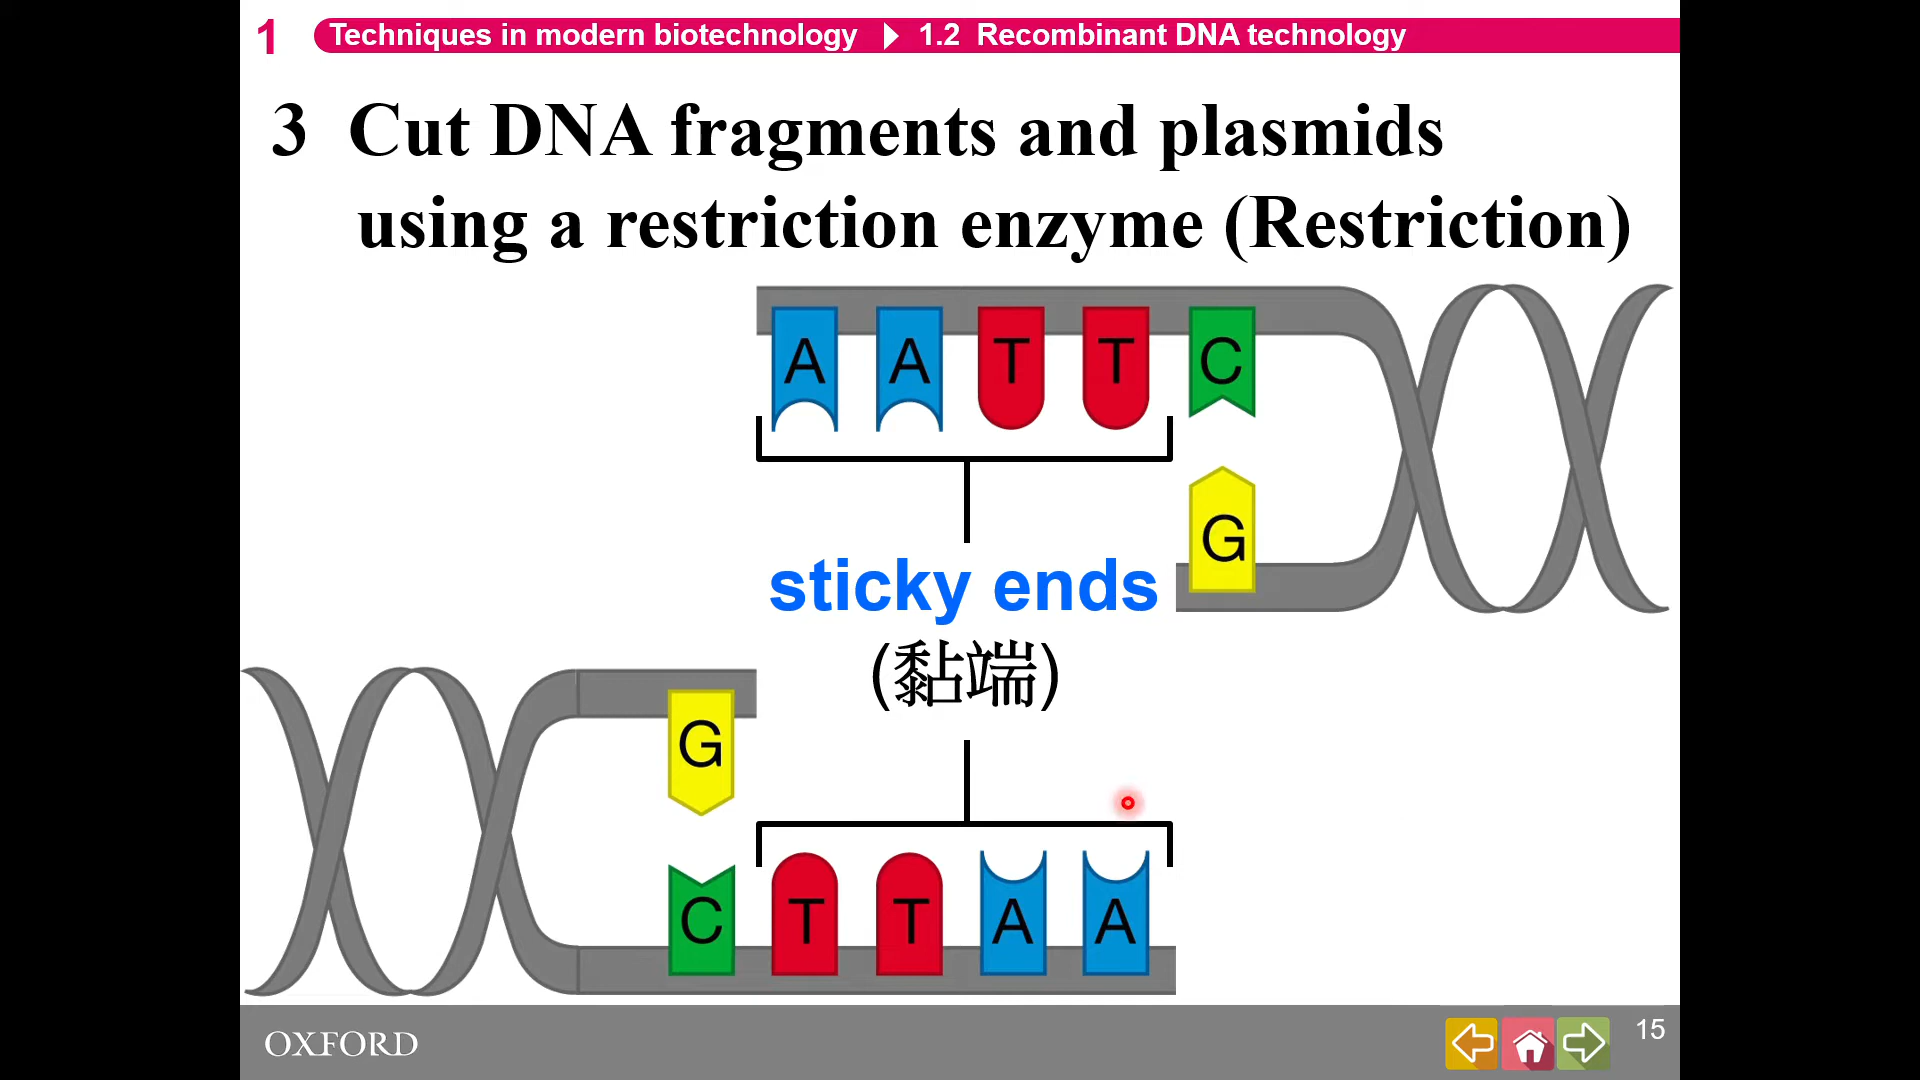 1 Techniques in modern biotechnology 1.2 Recombinant DNA technology
3 Cut DNA fragments and plasmids
using a restriction enzyme (Restriction)
A A T T C
G
sticky ends
(黏端)
G
C T T A A
OXFORD
15